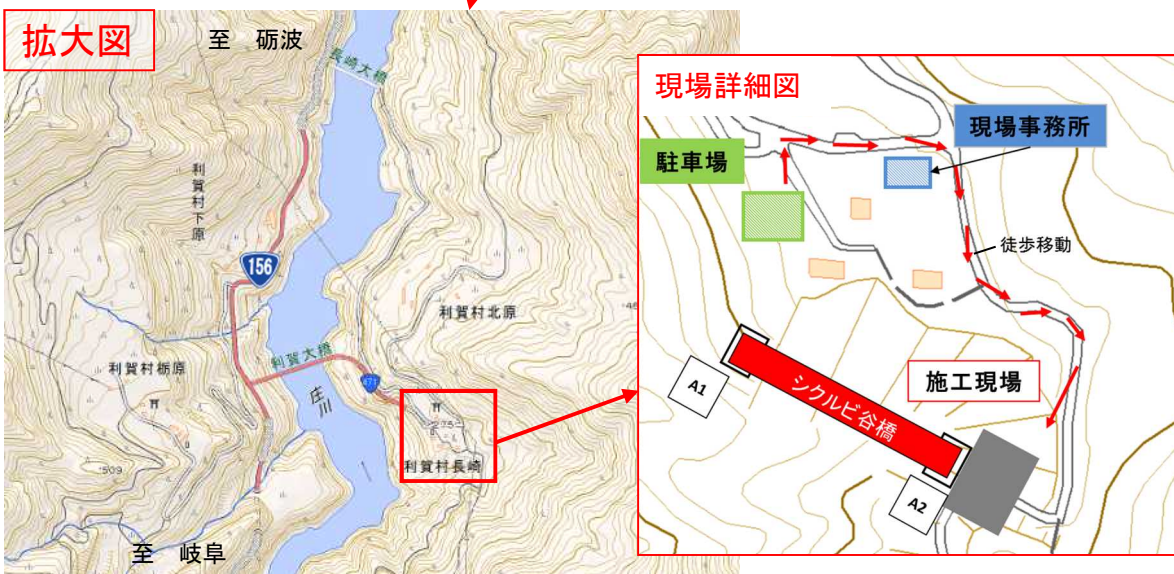 拡大図
至　砺波
長崎大橋
利賀村下原
156
利賀村北原
利賀村栃原
利賀大橋
471
庄川
利賀村長崎
509
至　岐阜
現場詳細図
現場事務所
駐車場
徒歩移動
施工現場
A1
シクルビ谷橋
A2